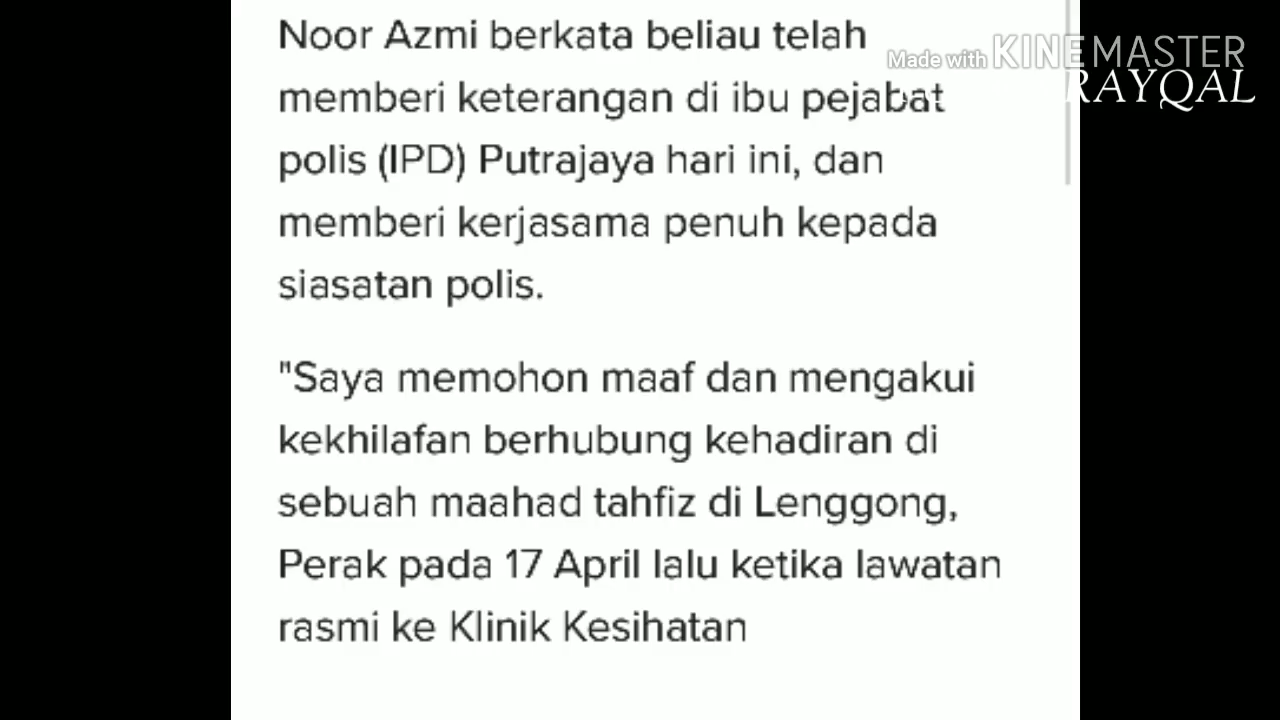 Noor Azmi berkata beliau telah
Made with KINEMASTER
memberi keterangan di ibu pejabat
RAYQAL
polis (IPD) Putrajaya hari ini, dan
memberi kerjasama penuh kepada
siasatan polis.
"Saya memohon maaf dan mengakui
kekhilafan berhubung kehadiran di
sebuah maahad tahfiz di Lenggong,
Perak pada 17 April lalu ketika lawatan
rasmi ke Klinik Kesihatan